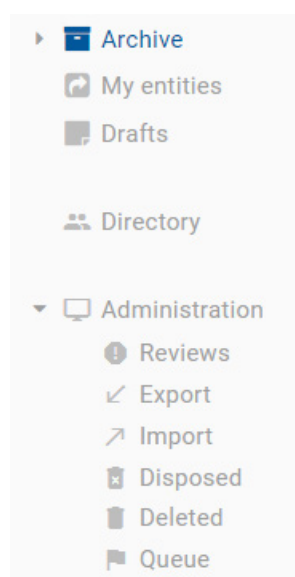 Archive
My entities
Drafts
Directory
Administration
Reviews
Export
Import
Disposed
Deleted
Queue